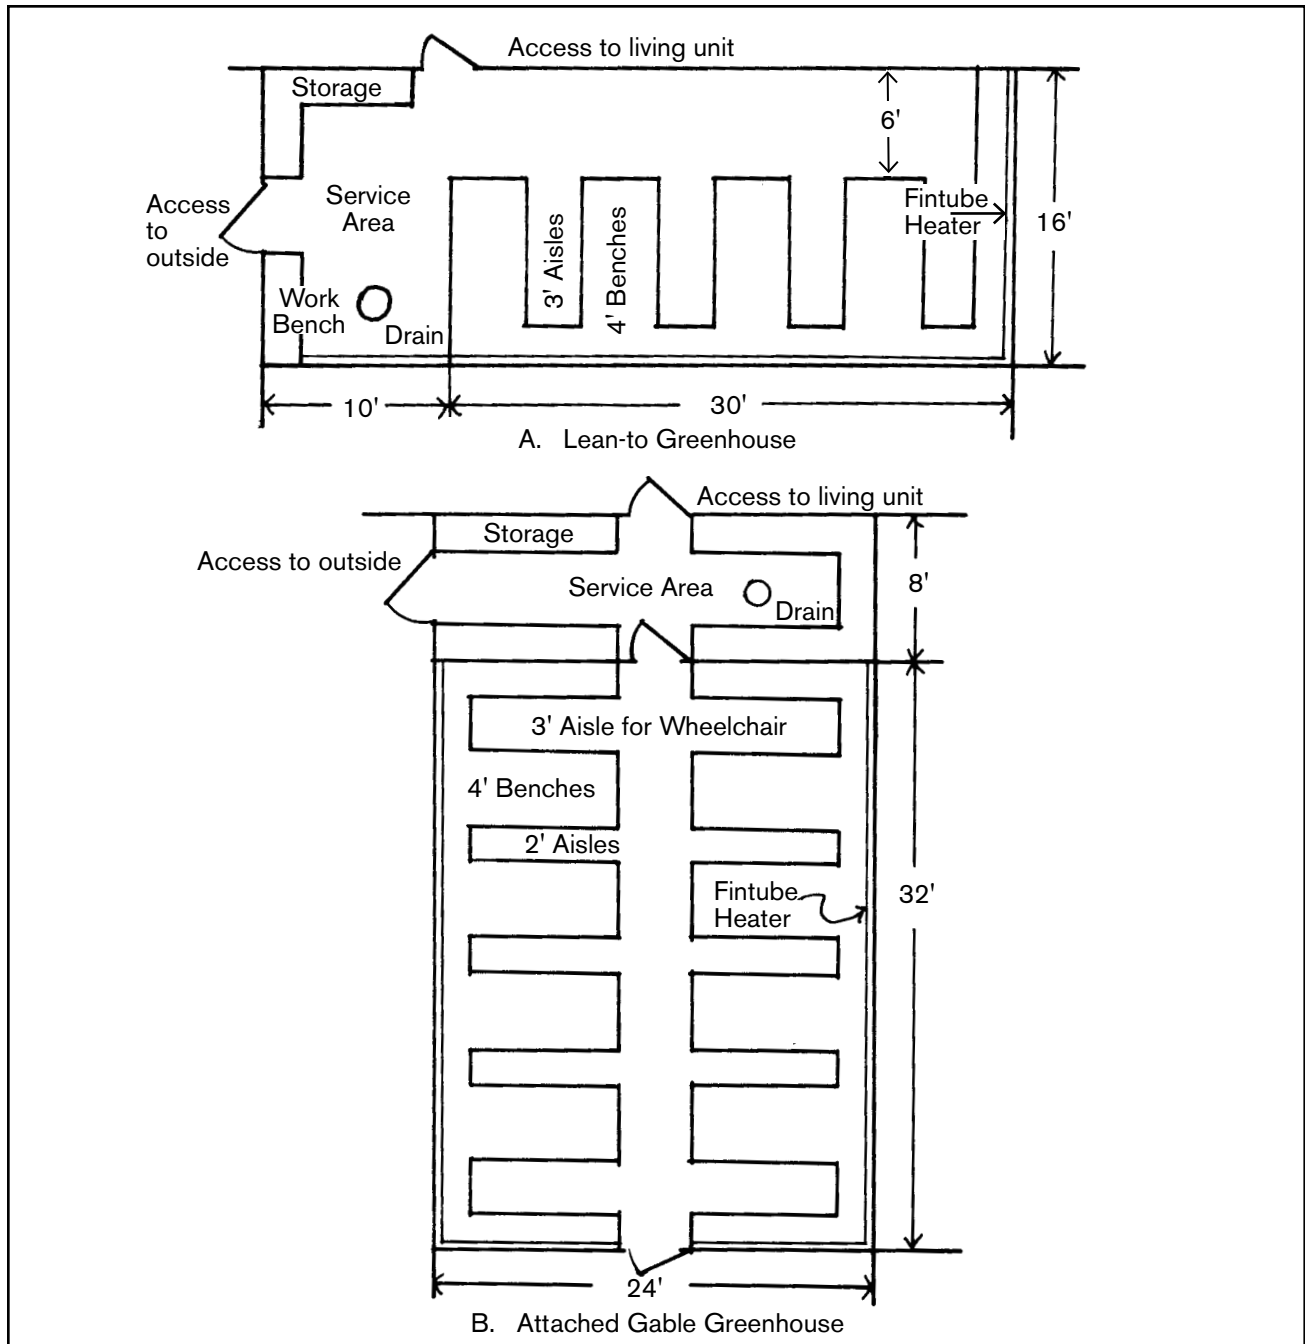 Access to living unit
Storage
6'
Service
Area
Access
to
outside
3' Aisles
4' Benches
Fintube
Heater
16'
Work
Bench
Drain
10'
30'
A. Lean-to Greenhouse
Access to living unit
Storage
Access to outside
Service Area
8'
Drain
3' Aisle for Wheelchair
4' Benches
2' Aisles
Fintube
Heater
32'
24'
B. Attached Gable Greenhouse